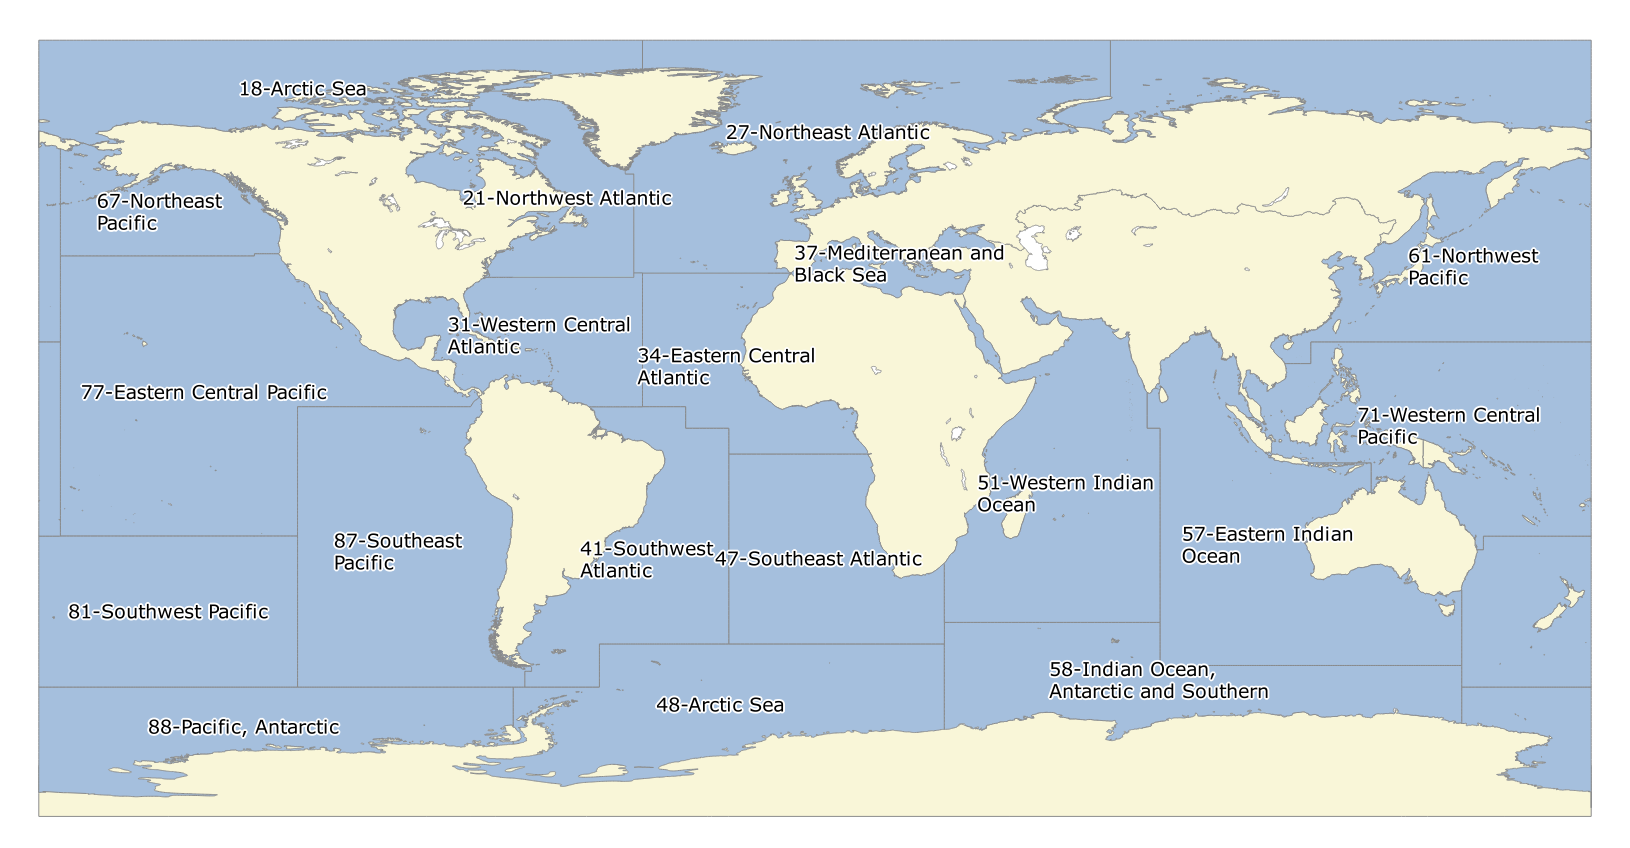 18-Arctic Sea
27-Northeast Atlantic
67-Northeast
Pacific
21-Northwest Atlantic
37-Mediterranean and
Black Sea
61-Northwest
Pacific
31-Western Central
Atlantic
34-Eastern Central
Atlantic
77-Eastern Central Pacific
71-Western Central
Pacific
51-Western Indian
Ocean
87-Southeast
Pacific
41-Southwest
Atlantic
47-Southeast Atlantic
57-Eastern Indian
Ocean
81-Southwest Pacific
58-Indian Ocean,
Antarctic and Southern
48-Arctic Sea
88-Pacific, Antarctic